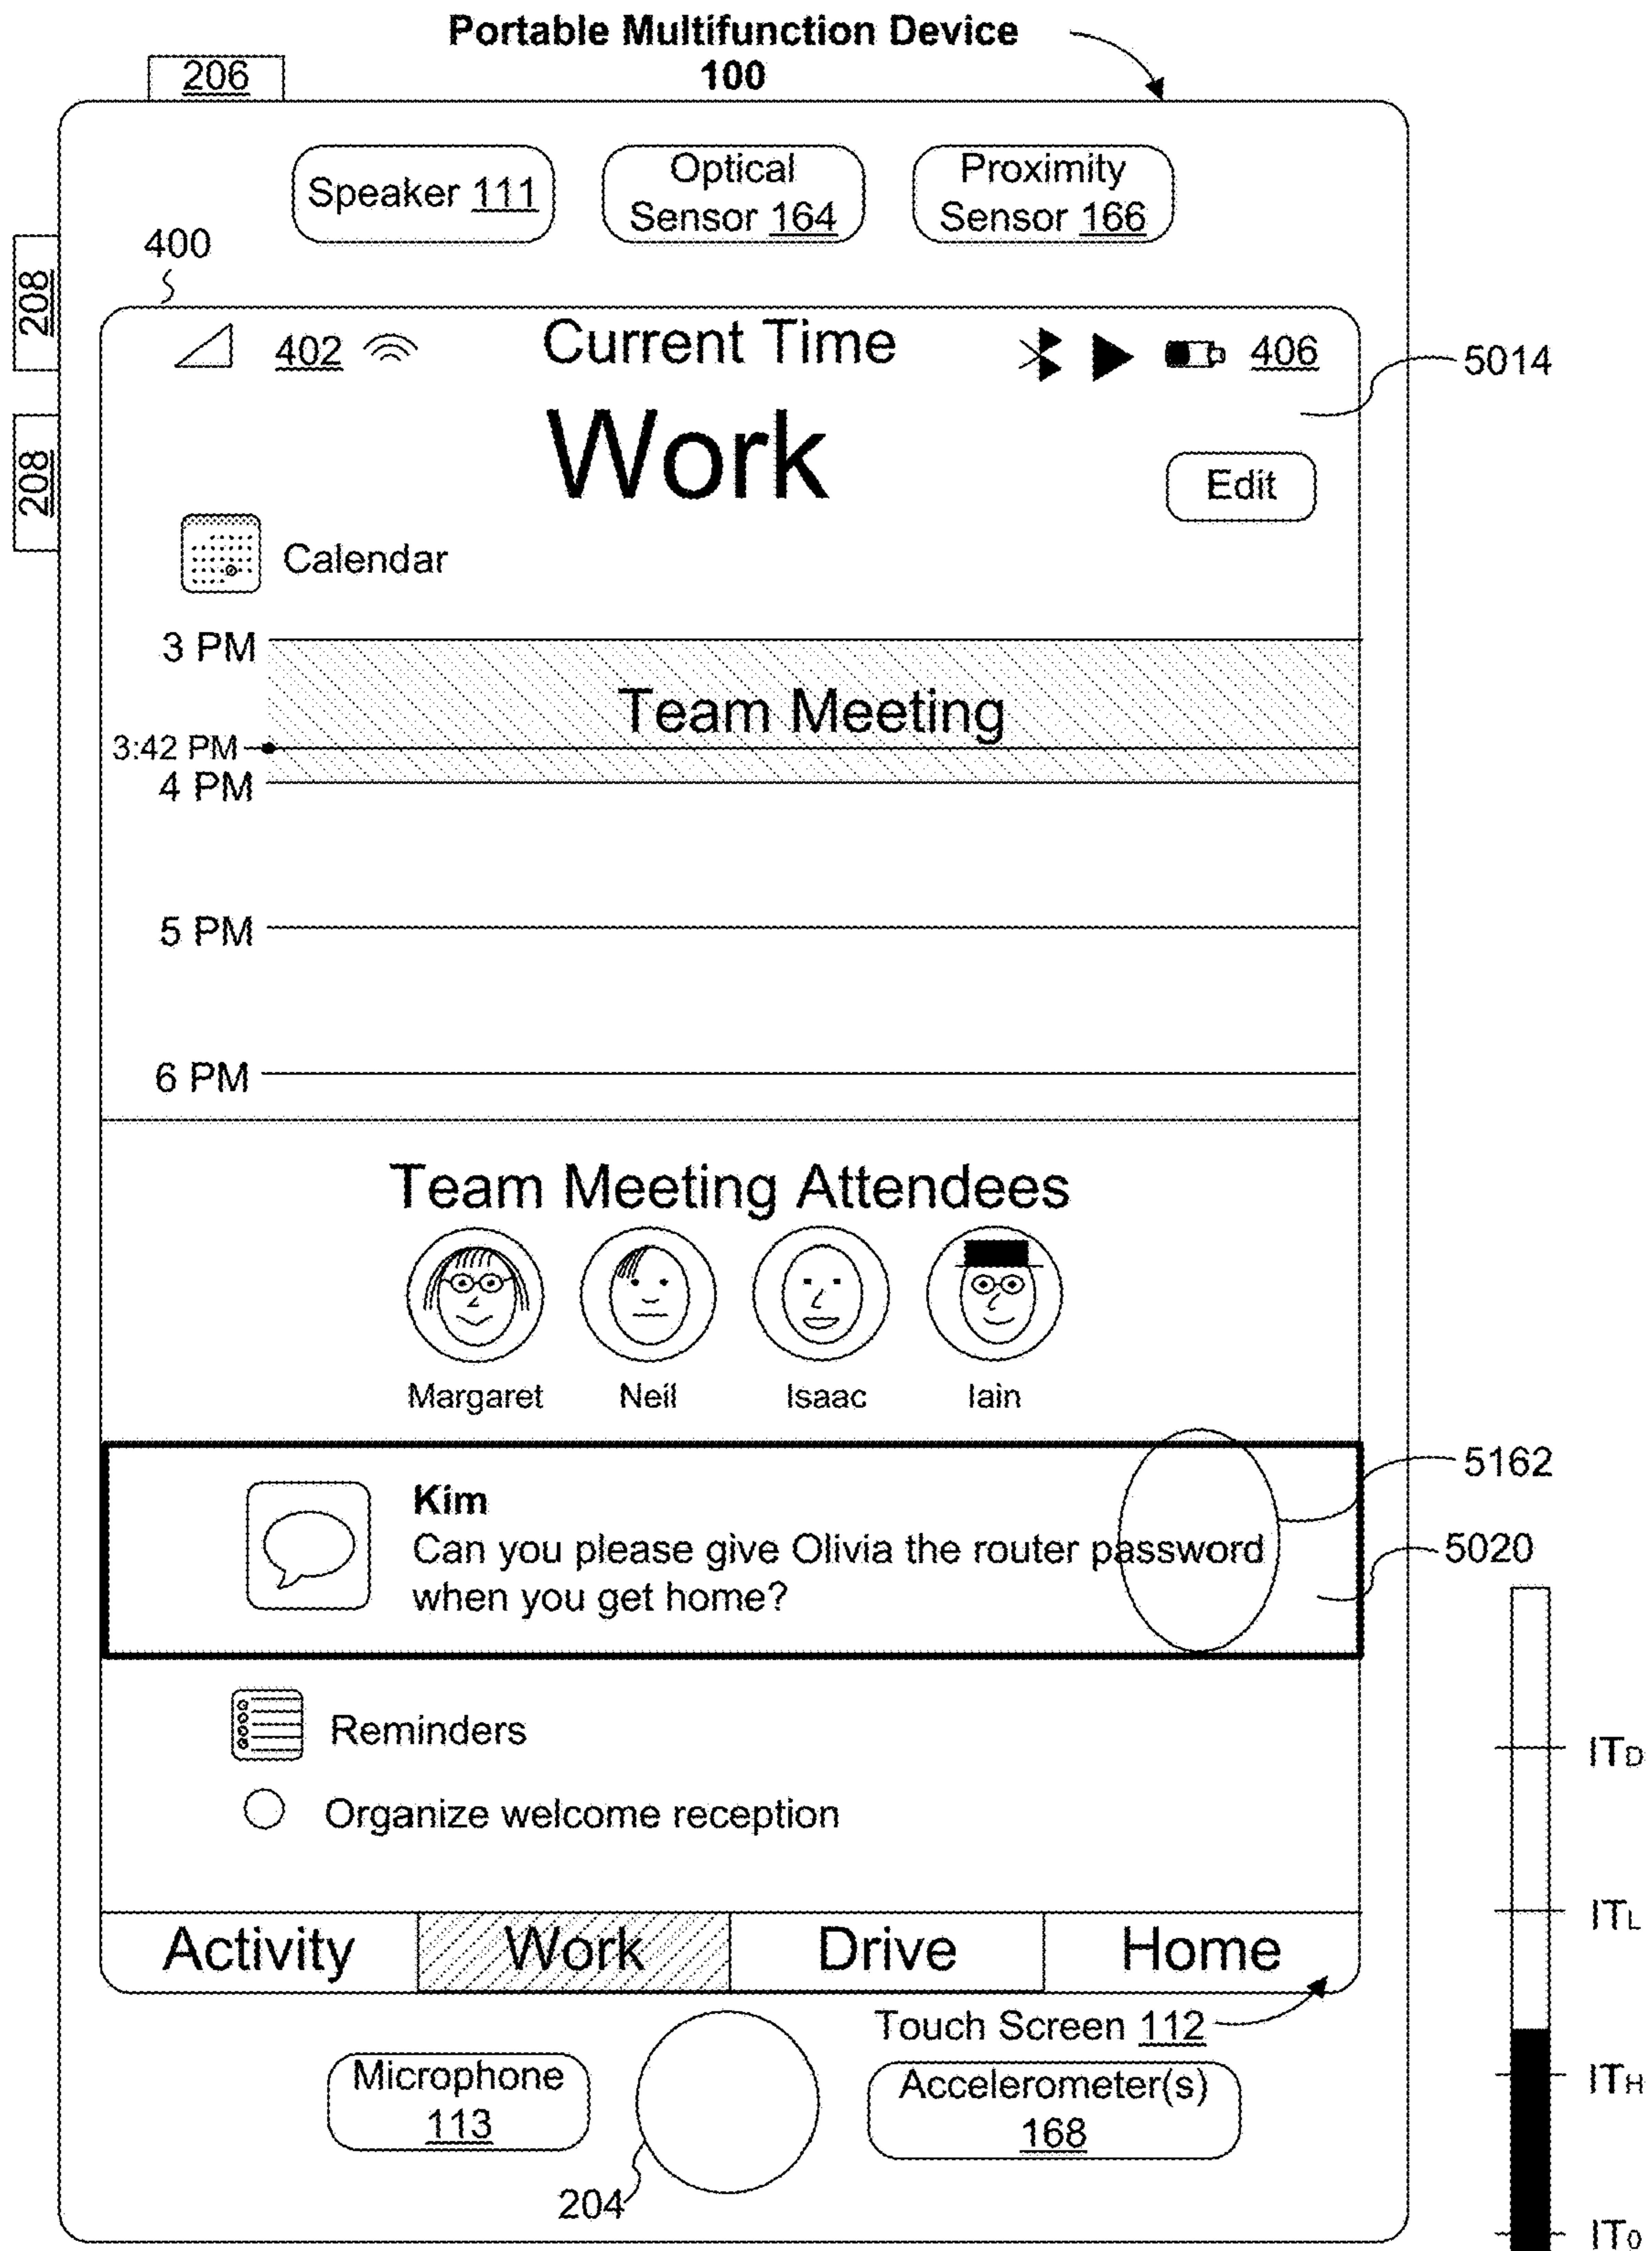 Portable Multifunction Device
100
206
Speaker 111
Optical
Sensor 164
Proximity
Sensor 166
400
208
208
402
Current Time
406
5014
Work
Edit
Calendar
3 PM
Team Meeting
3:42 PM
4 PM
5 PM
6 PM
Team Meeting Attendees
Margaret
Neil
Isaac
Iain
5162
Kim
Can you please give Olivia the router password
when you get home?
5020
Reminders
Organize welcome reception
Activity
Work
Drive
Home
Touch Screen 112
Microphone
113
Accelerometer(s)
168
204
ITD
ITL
ITH
IT0